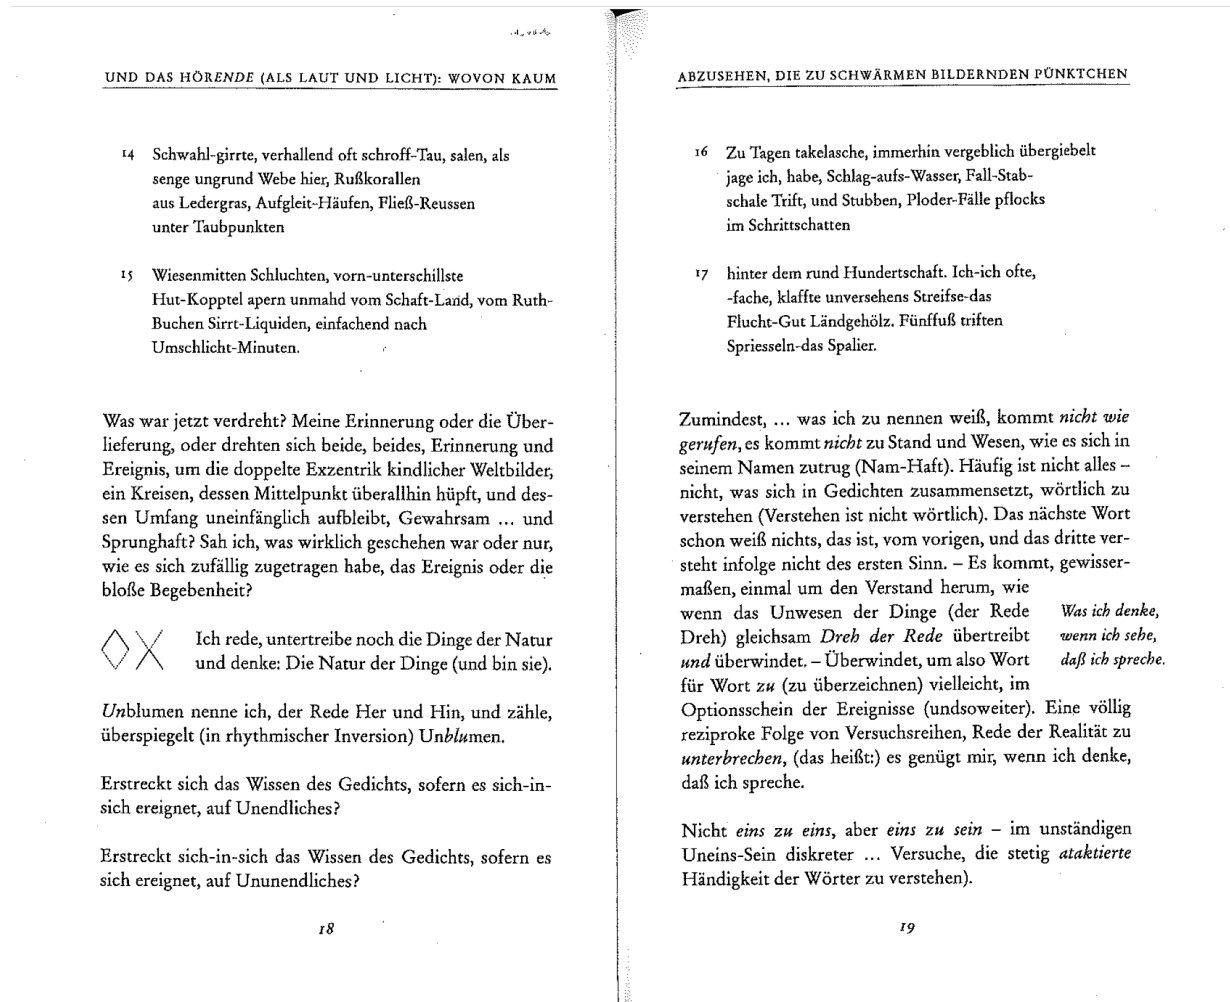 UND DAS HÖRENDE (ALS LAUT UND LICHT): WOVON KAUM
14 Schwahl-girrte, verhallend oft schroff-Tau, salen, als
senge ungrund Webe hier, Rußkorallen
aus Ledergras, Aufgleit-Häufen, Fließ-Reussen
unter Taubpunkten
15 Wiesenmitten Schluchten, vorn-unterschillste
Hut-Kopptel apern unmahd vom Schaft-Land, vom Ruth-
Buchen Sirrt-Liquiden, einfachend nach
Umschlicht-Minuten.
Was war jetzt verdreht? Meine Erinnerung oder die Über-
lieferung, oder drehten sich beide, beides, Erinnerung und
Ereignis, um die doppelte Exzentrik kindlicher Weltbilder,
ein Kreisen, dessen Mittelpunkt überallhin hüpft, und des-
sen Umfang uneinfänglich aufbleibt, Gewahrsam ... und
Sprunghaft? Sah ich, was wirklich geschehen war oder nur,
wie es sich zufällig zugetragen habe, das Ereignis oder die
bloße Begebenheit?
Ich rede, untertreibe noch die Dinge der Natur
und denke: Die Natur der Dinge (und bin sie).
Unblumen nenne ich, der Rede Her und Hin, und zähle,
überspiegelt (in rhythmischer Inversion) Unblumen.
Erstreckt sich das Wissen des Gedichts, sofern es sich-in-
sich ereignet, auf Unendliches?
Erstreckt sich-in-sich das Wissen des Gedichts, sofern es
sich ereignet, auf Ununendliches?
18
ABZUSEHEN, DIE ZU SCHWÄRMEN BILDERNDEN PÜNKTCHEN
16 Zu Tagen takelasche, immerhin vergeblich übergiebelt
jage ich, habe, Schlag-aufs-Wasser, Fall-Stab-
schale Trift, und Stubben, Ploder-Fälle pflocks
im Schrittschatten
17 hinter dem rund Hundertschaft. Ich-ich ofte,
-fache, klaffte unversehens Streifse-das
Flucht-Gut Ländgehölz. Fünffuß triften
Spriesseln-das Spalier.
Zumindest, ... was ich zu nennen weiß, kommt nicht wie
gerufen, es kommt nicht zu Stand und Wesen, wie es sich in
seinem Namen zutrug (Nam-Haft). Häufig ist nicht alles –
nicht, was sich in Gedichten zusammensetzt, wörtlich zu
verstehen (Verstehen ist nicht wörtlich). Das nächste Wort
schon weiß nichts, das ist, vom vorigen, und das dritte ver-
steht infolge nicht des ersten Sinn. – Es kommt, gewisser-
maßen, einmal um den Verstand herum, wie
wenn das Unwesen der Dinge (der Rede
Dreh) gleichsam Dreh der Rede übertreibt
und überwindet. – Überwindet, um also Wort
für Wort zu (zu überzeichnen) vielleicht, im
Optionsschein der Ereignisse (undsoweiter). Eine völlig
reziproke Folge von Versuchsreihen, Rede der Realität zu
unterbrechen, (das heißt:) es genügt mir, wenn ich denke,
daß ich spreche.
Was ich denke,
wenn ich sehe,
daß ich spreche.
Nicht eins zu eins, aber eins zu sein – im unständigen
Uneins-Sein diskreter ... Versuche, die stetig ataktierte
Händigkeit der Wörter zu verstehen).
19